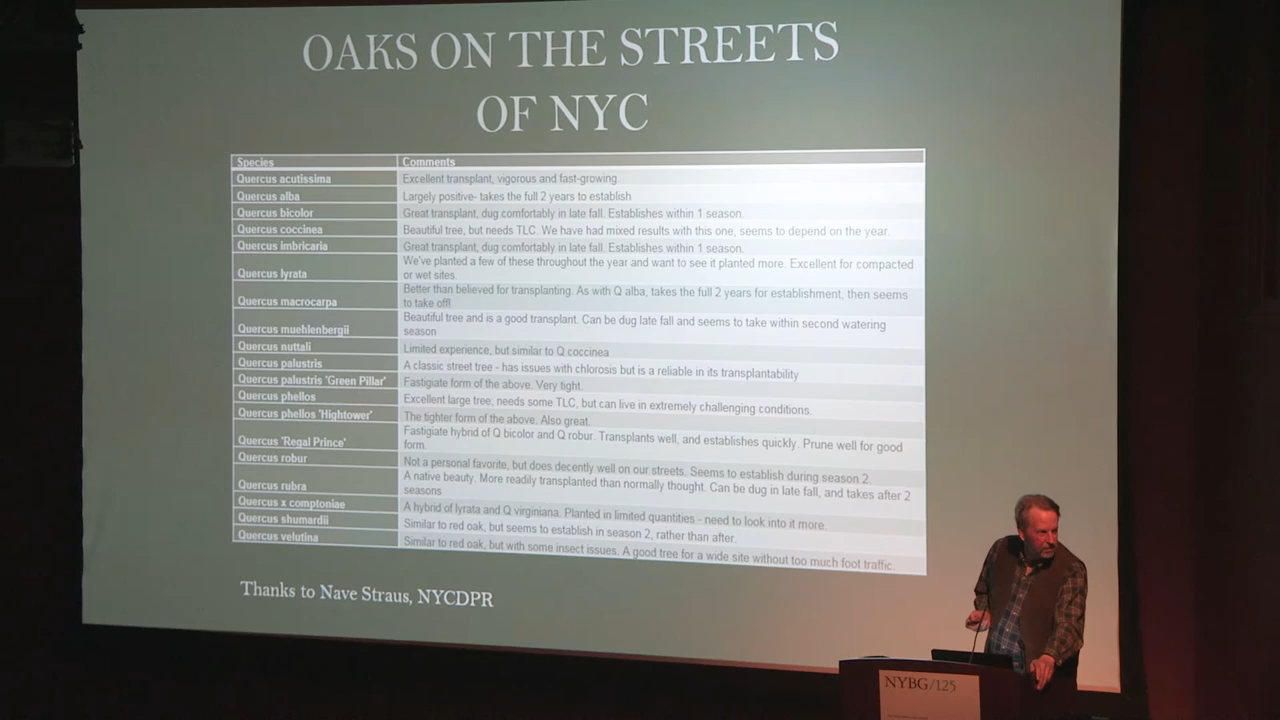 OAKS ON THE STREETS
OF NYC
Species Comments
Quercus acutissima Excellent transplant, vigorous and fast-growing.
Quercus alba Largely positive- takes the full 2 years to establish
Quercus bicolor Great transplant, dug comfortably in late fall. Establishes within 1 season.
Quercus coccinea Beautiful tree, but needs TLC. We have had mixed results with this one, seems to depend on the year.
Quercus imbricaria Great transplant, dug comfortably in late fall. Establishes within 1 season.
Quercus lyrata We've planted a few of these throughout the year and want to see it planted more. Excellent for compacted
or wet sites.
Quercus macrocarpa Better than believed for transplanting. As with Q alba, takes the full 2 years for establishment, then seems
to take off!
Quercus muehlenbergii Beautiful tree and is a good transplant. Can be dug late fall and seems to take within second watering
season
Quercus nuttali Limited experience, but similar to Q coccinea
Quercus palustris A classic street tree - has issues with chlorosis but is a reliable in its transplantability
Quercus palustris 'Green Pillar' Fastigiate form of the above. Very tight.
Quercus phellos Excellent large tree; needs some TLC, but can live in extremely challenging conditions.
Quercus phellos 'Hightower' The tighter form of the above. Also great.
Quercus 'Regal Prince' Fastigiate hybrid of Q bicolor and Q robur. Transplants well, and establishes quickly. Prune well for good
form.
Quercus robur Not a personal favorite, but does decently well on our streets. Seems to establish during season 2.
Quercus rubra A native beauty. More readily transplanted than normally thought. Can be dug in late fall, and takes after 2
seasons
Quercus x comptoniae A hybrid of lyrata and Q virginiana. Planted in limited quantities - need to look into it more.
Quercus shumardii Similar to red oak, but seems to establish in season 2, rather than after.
Quercus velutina Similar to red oak, but with some insect issues. A good tree for a wide site without too much foot traffic.
Thanks to Nave Straus, NYCDPR
NYBG/125